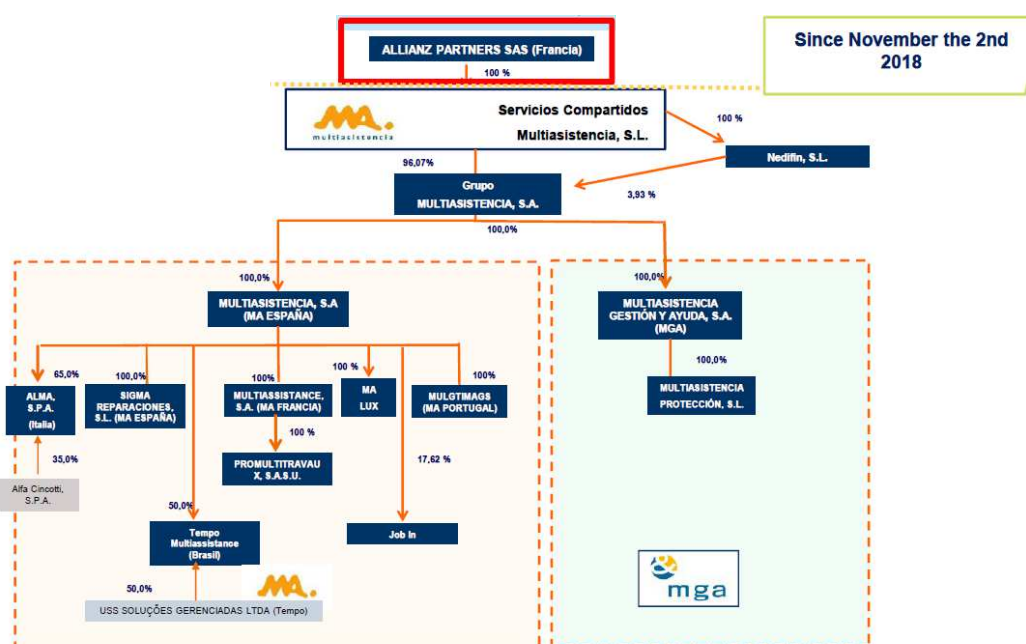 Since November the 2nd
2018
ALLIANZ PARTNERS SAS (Francia)
100 %
MA.
multiasistencia
Servicios Compartidos
Multiasistencia, S.L.
100 %
Nedifin, S.L.
96,07%
3,93 %
Grupo
MULTIASISTENCIA, S.A.
100,0%
100,0%
100,0%
MULTIASISTENCIA, S.A
(MA ESPAÑA)
MULTIASISTENCIA
GESTIÓN Y AYUDA, S.A.
(MGA)
100,0%
MULTIASISTENCIA
PROTECCIÓN, S.L.
65,0%
100,0%
100%
100 %
100%
ALMA,
S.P.A.
(Italia)
SIGMA
REPARACIONES,
S.L. (MA ESPAÑA)
MULTIASSISTANCE,
S.A. (MA FRANCIA)
MA
LUX
MULGTIMAGS
(MA PORTUGAL)
100 %
35,0%
PROMULTITRAVAU
X, S.A.S.U.
17,62 %
Alfa Cincotti,
S.P.A.
50,0%
Tempo
Multiassistance
(Brasil)
Job In
50,0%
MA.
USS SOLUÇÕES GERENCIADAS LTDA (Tempo)
mga